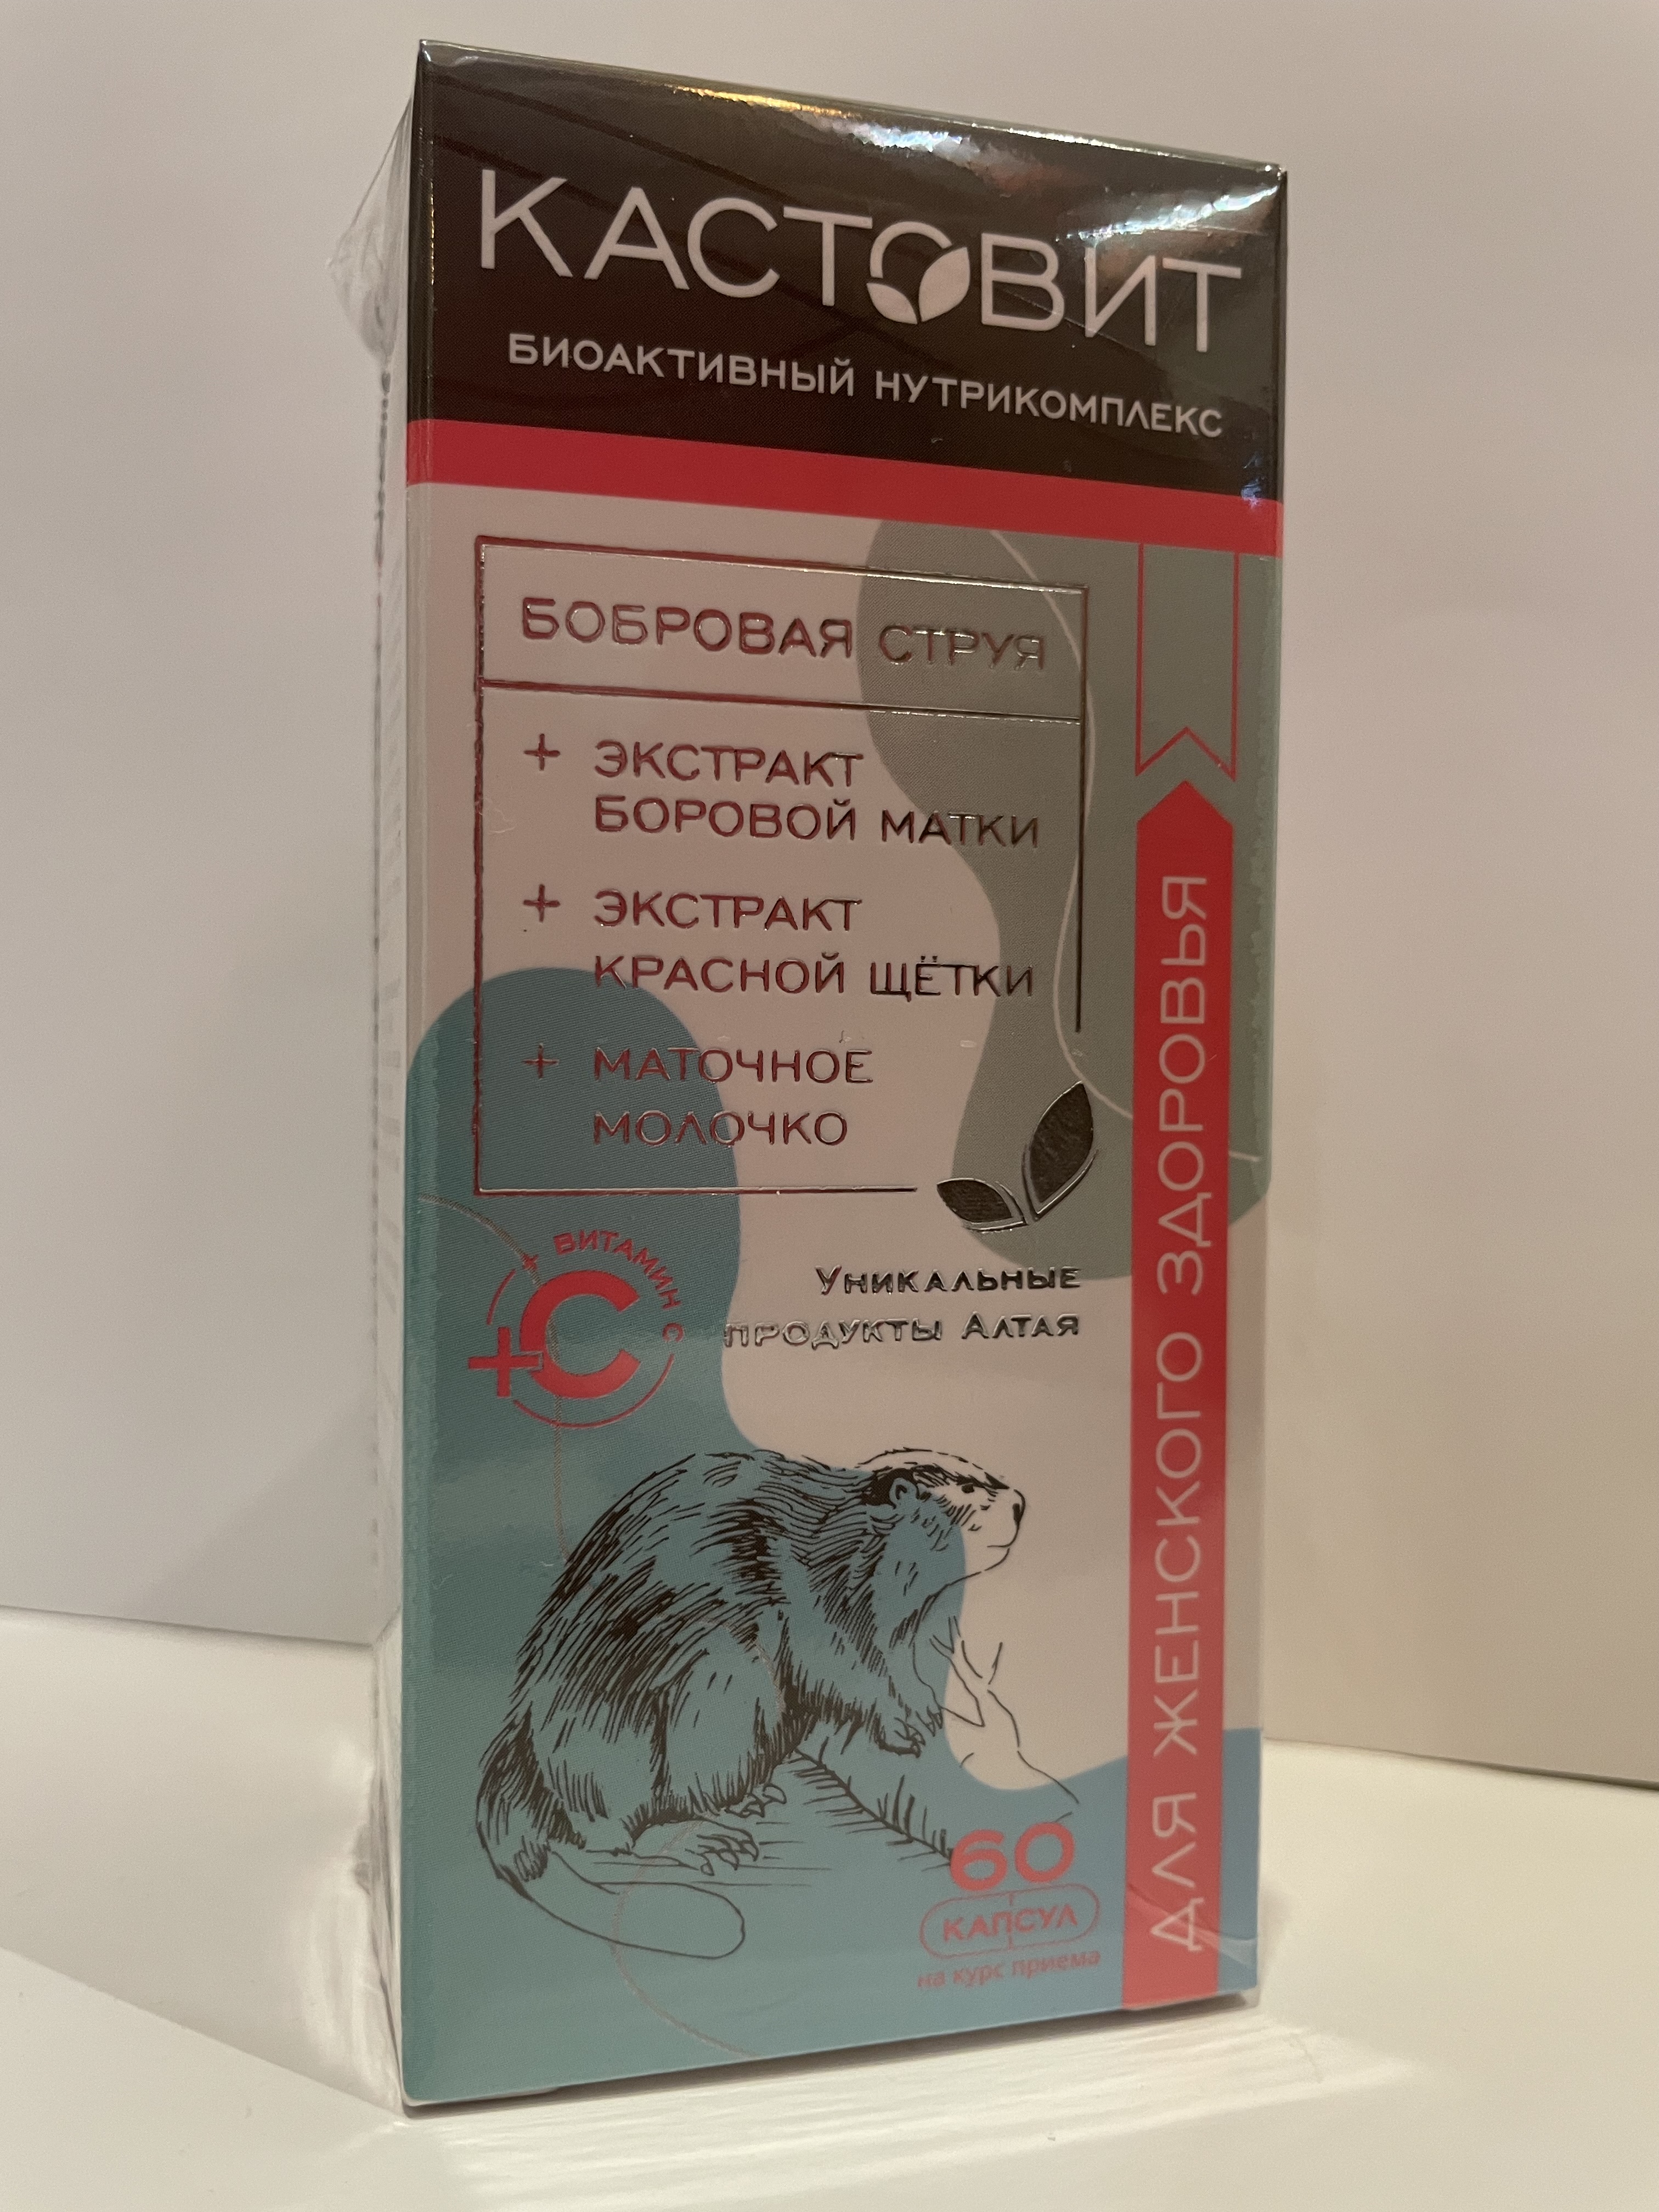 КАСТОВИТ
БИОАКТИВНЫЙ НУТРИКОМПЛЕКС
БОБРОВАЯ СТРУЯ
+ ЭКСТРАКТ
БОРОВОЙ МАТКИ
+ ЭКСТРАКТ
КРАСНОЙ ЩЁТКИ
+ МАТОЧНОЕ
МОЛОЧКО
+ ВИТАМИН С
+С
УНИКАЛЬНЫЕ
ПРОДУКТЫ АЛТАЯ
ДЛЯ ЖЕНСКОГО ЗДОРОВЬЯ
60
КАПСУЛ
на курс приема